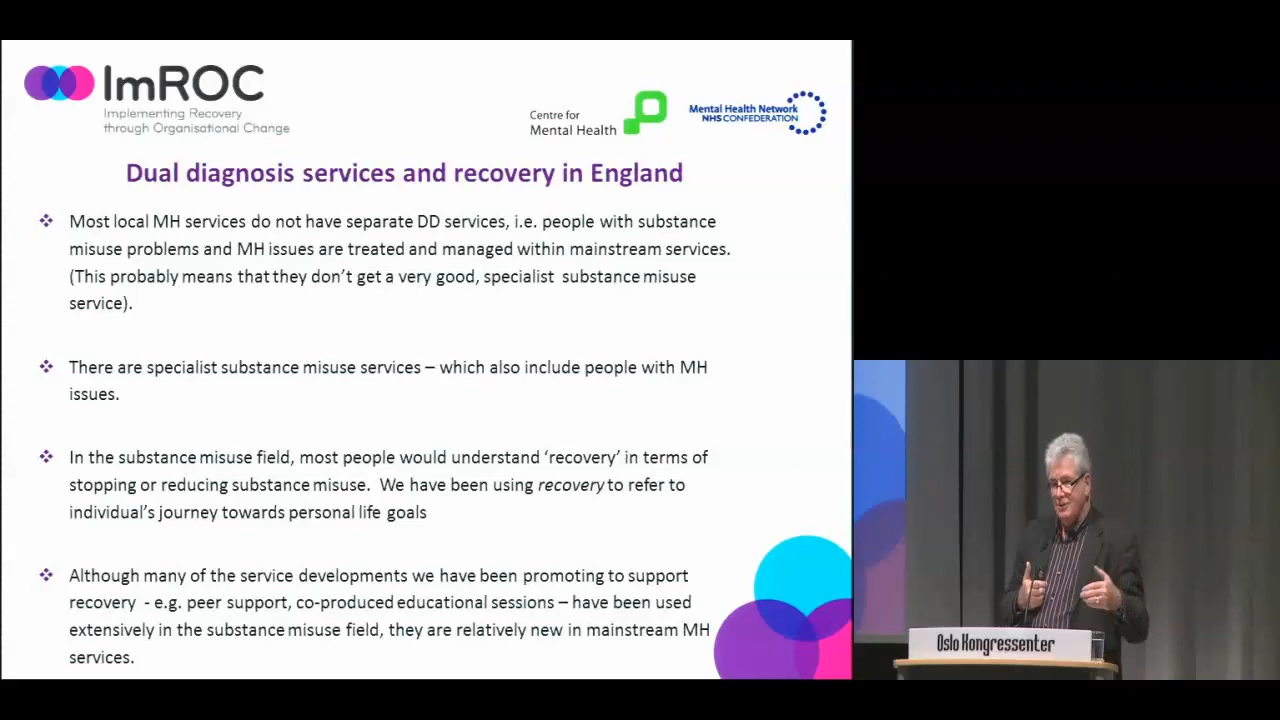 ImROC
Implementing Recovery
through Organisational Change
Centre for
Mental Health
Mental Health Network
NHS CONFEDERATION
Dual diagnosis services and recovery in England
Most local MH services do not have separate DD services, i.e. people with substance
misuse problems and MH issues are treated and managed within mainstream services.
(This probably means that they don't get a very good, specialist substance misuse
service).
There are specialist substance misuse services – which also include people with MH
issues.
In the substance misuse field, most people would understand 'recovery' in terms of
stopping or reducing substance misuse. We have been using recovery to refer to
individual's journey towards personal life goals
Although many of the service developments we have been promoting to support
recovery - e.g. peer support, co-produced educational sessions – have been used
extensively in the substance misuse field, they are relatively new in mainstream MH
services.
Oslo Kongressenter